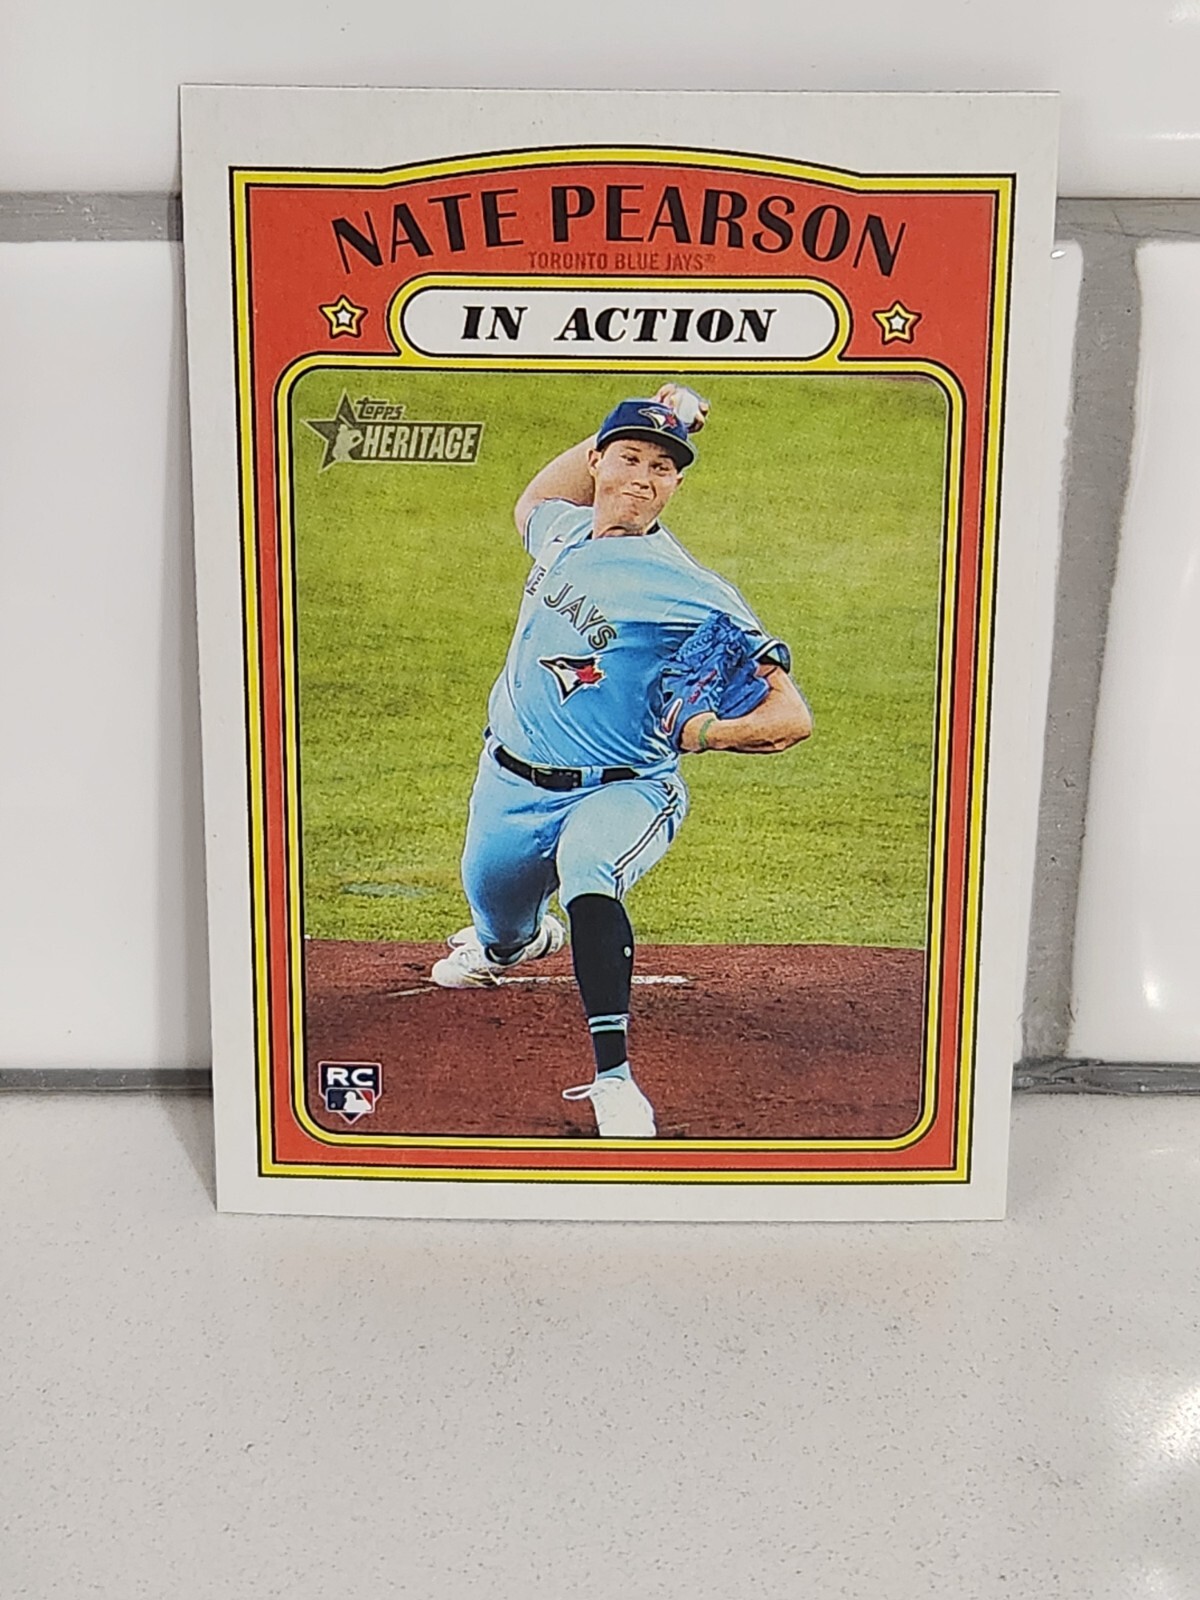 NATE PEARSON
TORONTO BLUE JAYS®
IN ACTION
topps
HERITAGE
JAYS
RC